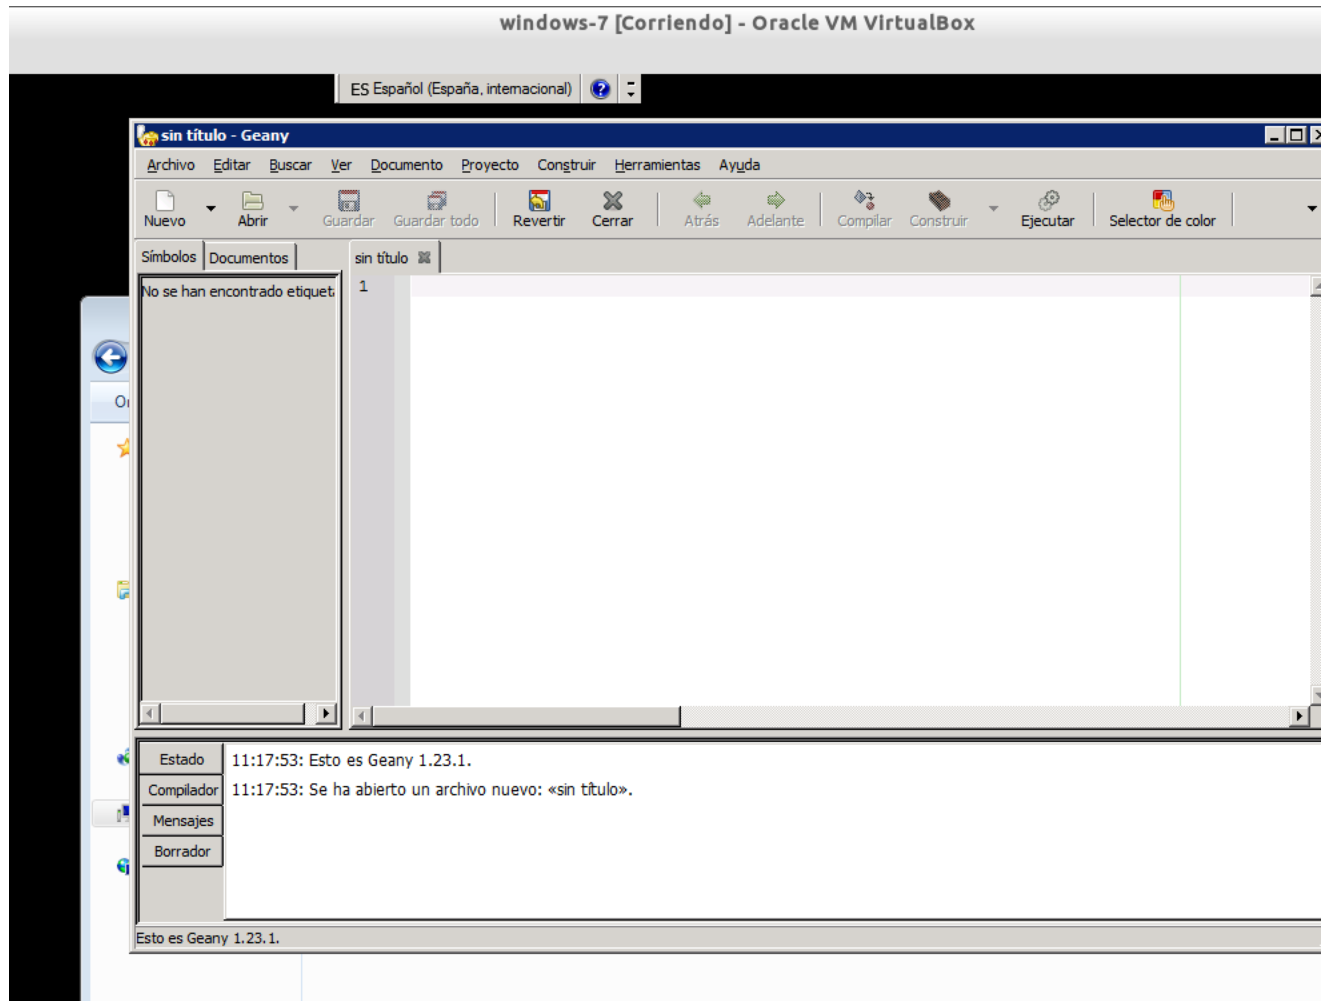 windows-7 [Corriendo] - Oracle VM VirtualBox
ES Español (España, internacional)
sin título - Geany
Archivo Editar Buscar Ver Documento Proyecto Construir Herramientas Ayuda
Nuevo Abrir Guardar Guardar todo Revertir Cerrar Atrás Adelante Compilar Construir Ejecutar Selector de color
Símbolos Documentos sin título
No se han encontrado etiquet
1
Estado 11:17:53: Esto es Geany 1.23.1.
Compilador 11:17:53: Se ha abierto un archivo nuevo: «sin título».
Mensajes
Borrador
Esto es Geany 1.23.1.